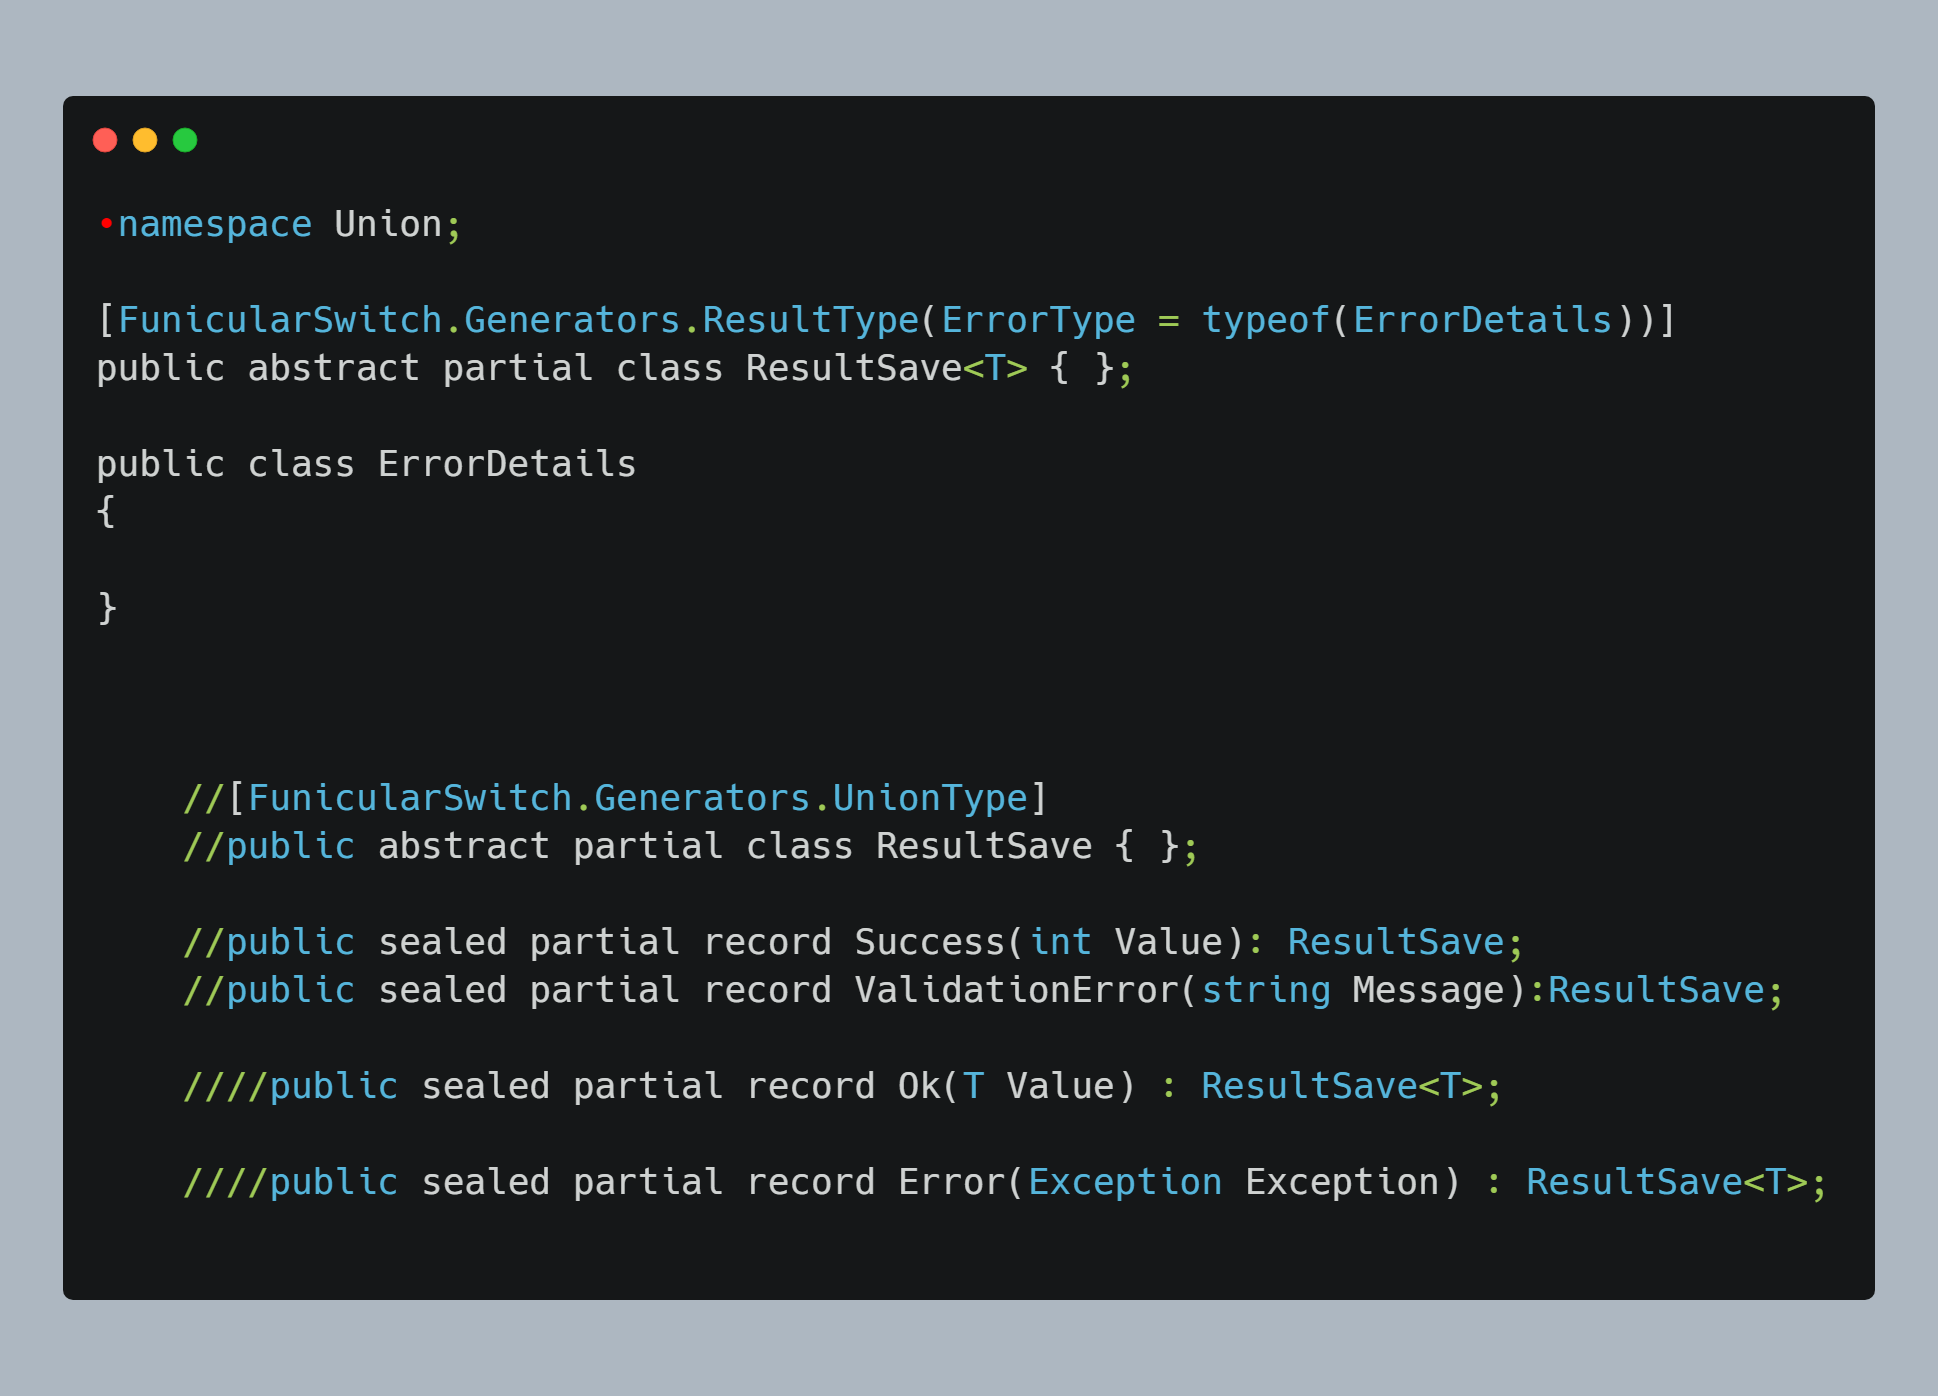 •namespace Union;
[FunicularSwitch.Generators.ResultType(ErrorType = typeof(ErrorDetails))]
public abstract partial class ResultSave<T> { };
public class ErrorDetails
{
}
//[FunicularSwitch.Generators.UnionType]
//public abstract partial class ResultSave { };
//public sealed partial record Success(int Value): ResultSave;
//public sealed partial record ValidationError(string Message):ResultSave;
////public sealed partial record Ok(T Value) : ResultSave<T>;
////public sealed partial record Error(Exception Exception) : ResultSave<T>;